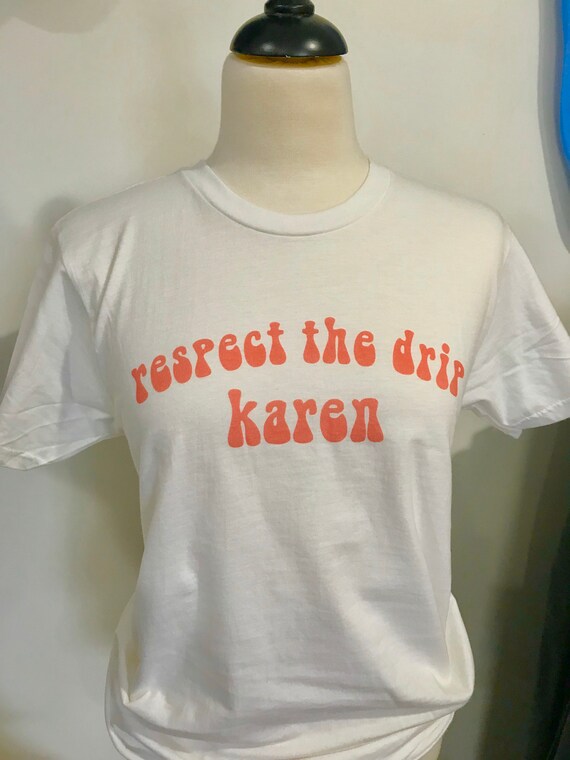 respect the drip
karen